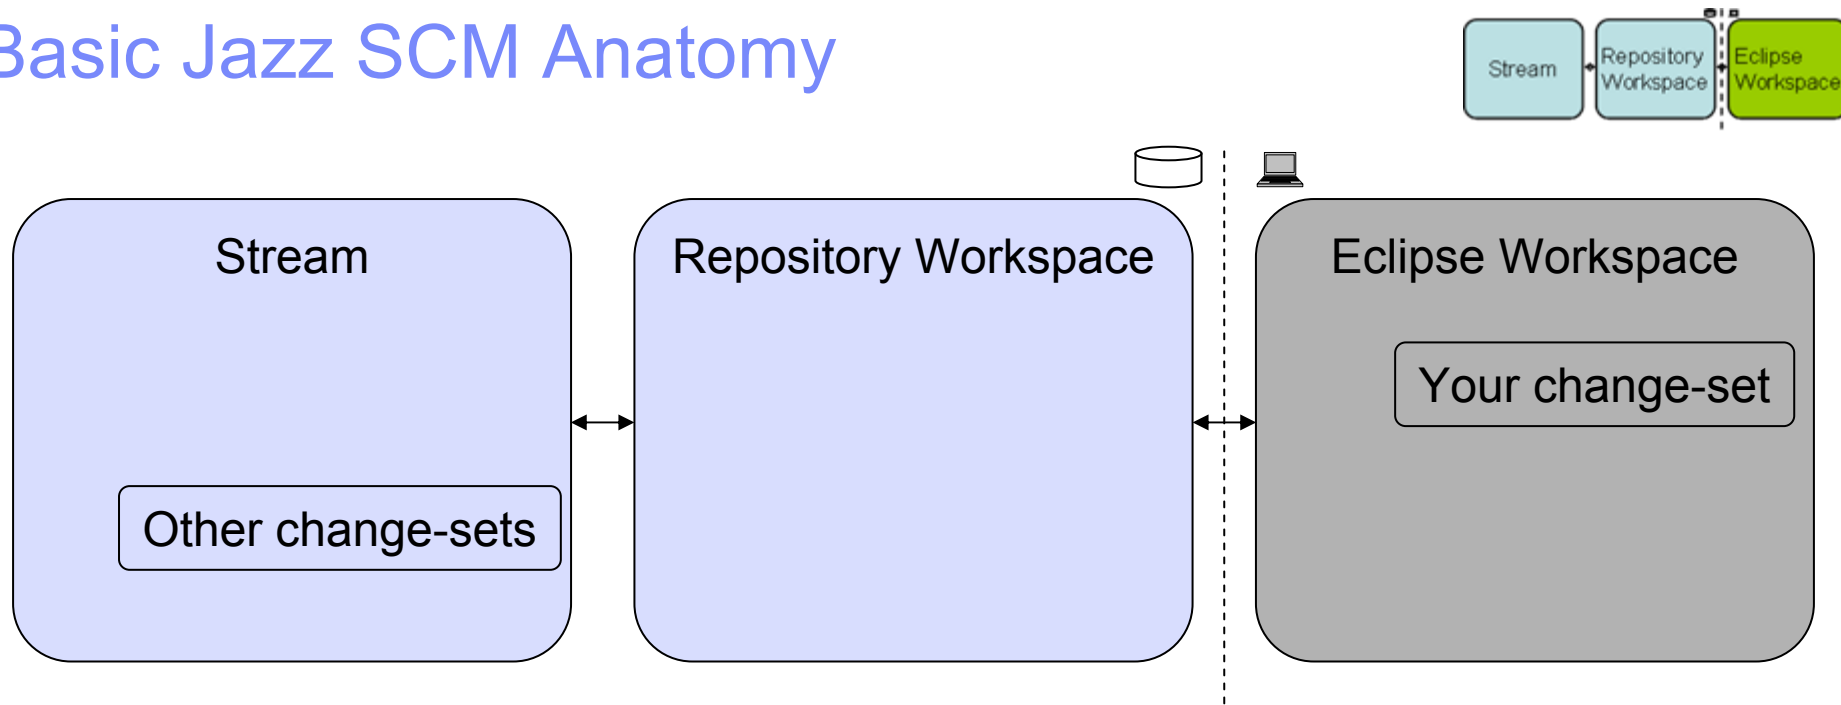 Basic Jazz SCM Anatomy
Stream
Repository
Workspace
Eclipse
Workspace
Stream
Repository Workspace
Eclipse Workspace
Your change-set
Other change-sets